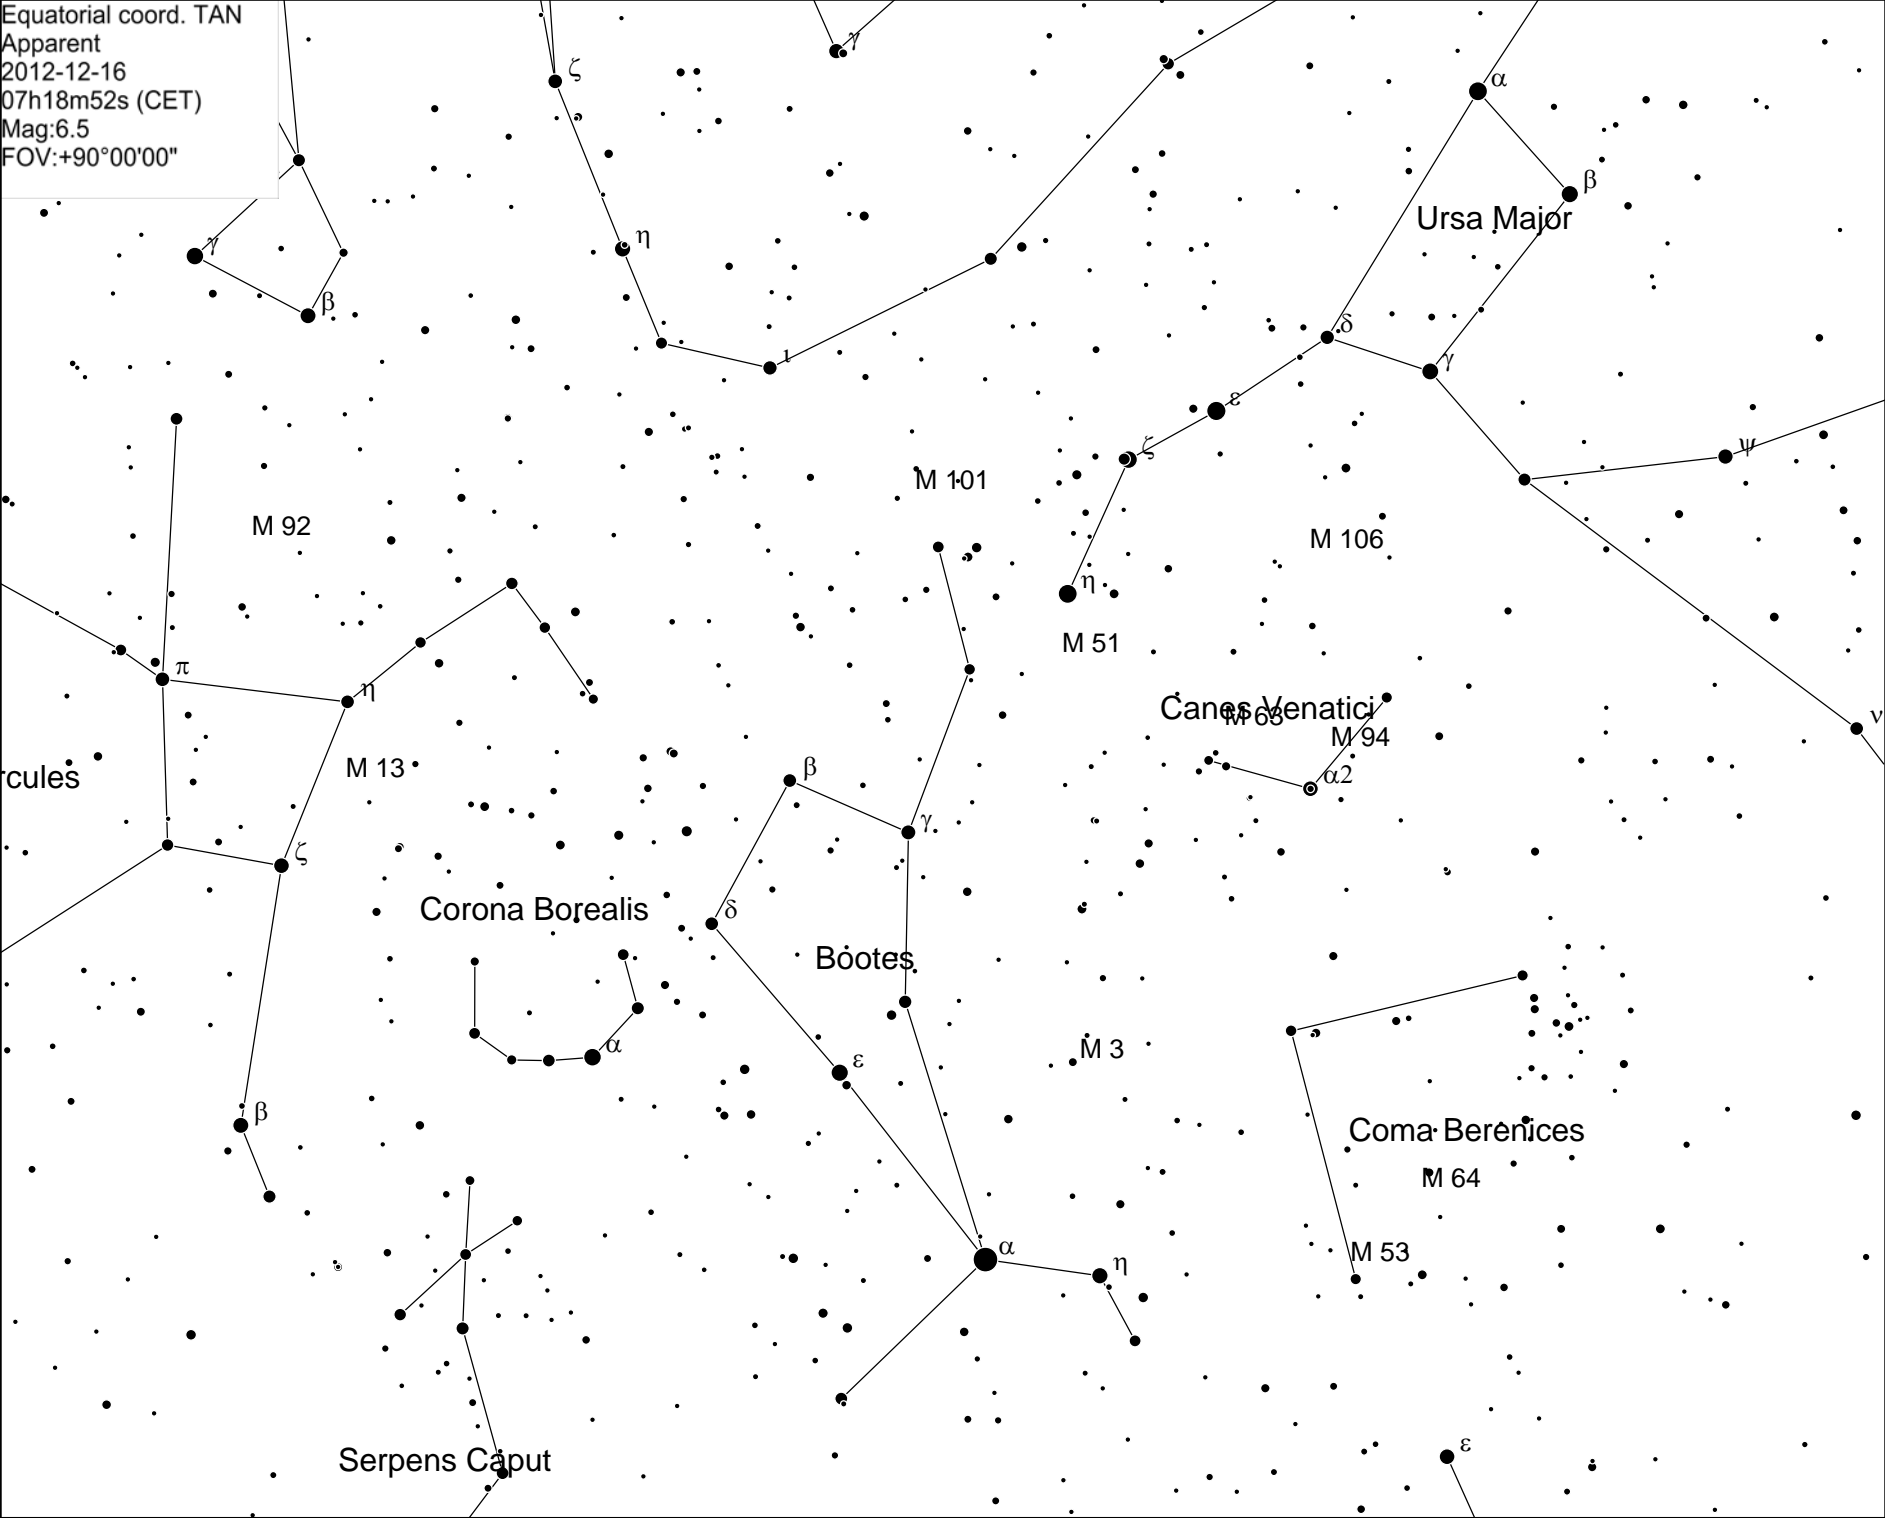 Equatorial coord. TAN
Apparent
2012-12-16
07h18m52s (CET)
Mag:6.5
FOV:+90°00'00"
γ
ζ
α
β
Ursa Major
η
γ
β
δ
ι
γ
ε
ζ
ψ
M 101
M 92
M 106
η
M 51
π
η
Canes Venatici
M 63
M 94
ν
M 13
rcules
β
α2
γ
ζ
Corona Borealis
δ
Bootes
α
M 3
ε
β
Coma Berenices
M 64
α
M 53
η
ε
Serpens Caput